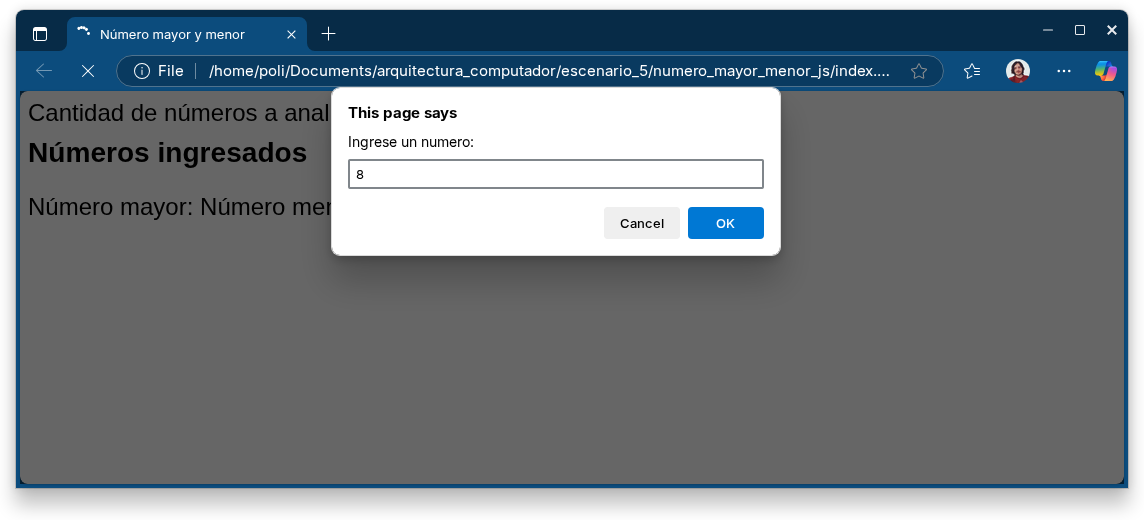 Número mayor y menor
File
/home/poli/Documents/arquitectura_computador/escenario_5/numero_mayor_menor_js/index....
Cantidad de números a anal
Números ingresados
Número mayor: Número mer
This page says
Ingrese un numero:
8
Cancel
OK